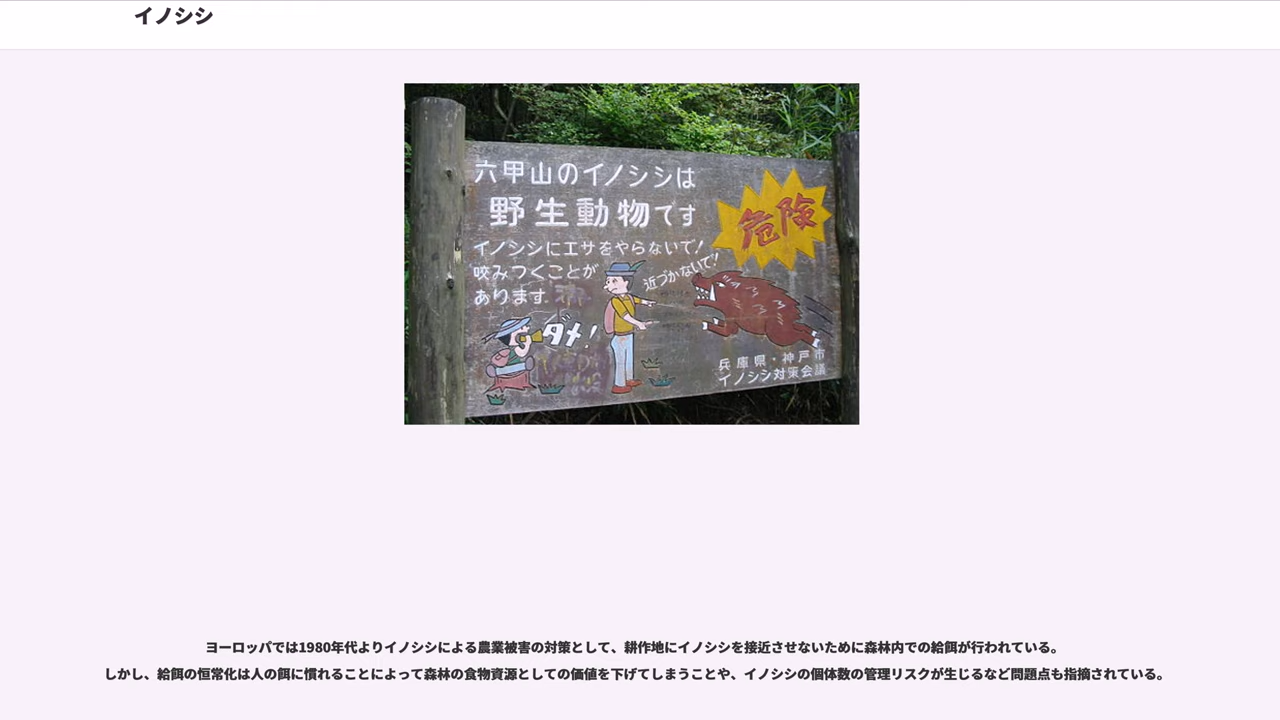 イノシシ
六甲山のイノシシは
野生動物です
危険
イノシシにエサをやらないで!
咬みつくことが
あります
近づかないで!
ダメ!
兵庫県・神戸市
イノシシ対策会議
ヨーロッパでは1980年代よりイノシシによる農業被害の対策として、耕作地にイノシシを接近させないために森林内での給餌が行われている。
しかし、給餌の恒常化は人の餌に慣れることによって森林の食物資源としての価値を下げてしまうことや、イノシシの個体数の管理リスクが生じるなど問題点も指摘されている。